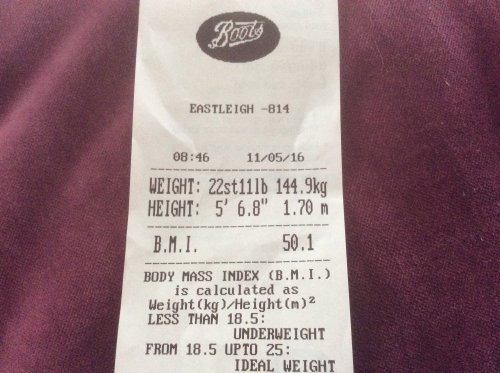 Boots
EASTLEIGH -814
08:46 11/05/16
WEIGHT: 22st11lb 144.9kg
HEIGHT: 5' 6.8" 1.70 m
B.M.I. 50.1
BODY MASS INDEX (B.M.I.)
is calculated as
Weight(kg)/Height(m)²
LESS THAN 18.5:
UNDERWEIGHT
FROM 18.5 UPTO 25:
IDEAL WEIGHT